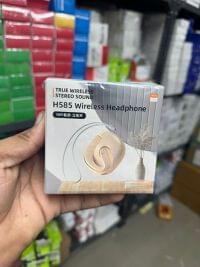 TRUE WIRELESS
STEREO SOUND
H585 Wireless Headphone